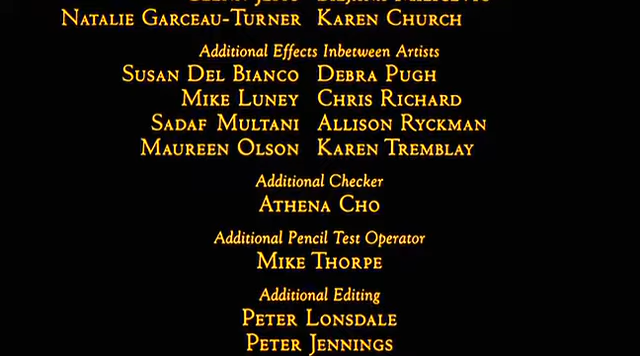 Natalie Garceau-Turner Karen Church
Additional Effects Inbetween Artists
Susan Del Bianco Debra Pugh
Mike Luney Chris Richard
Sadaf Multani Allison Ryckman
Maureen Olson Karen Tremblay
Additional Checker
Athena Cho
Additional Pencil Test Operator
Mike Thorpe
Additional Editing
Peter Lonsdale
Peter Jennings